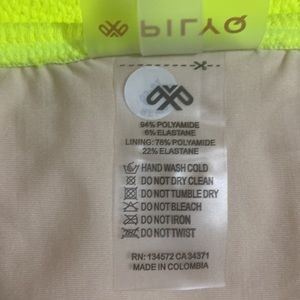 PILYQ
94% POLYAMIDE
6% ELASTANE
LINING: 78% POLYAMIDE
22% ELASTANE
HAND WASH COLD
DO NOT DRY CLEAN
DO NOT TUMBLE DRY
DO NOT BLEACH
DO NOT IRON
DO NOT TWIST
RN: 134572 CA 34371
MADE IN COLOMBIA